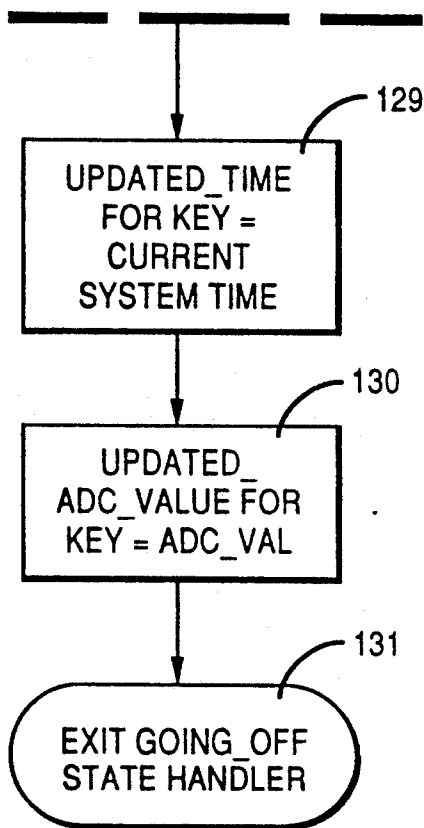 129
UPDATED_TIME
FOR KEY =
CURRENT
SYSTEM TIME
130
UPDATED_
ADC_VALUE FOR
KEY = ADC_VAL
131
EXIT GOING_OFF
STATE HANDLER